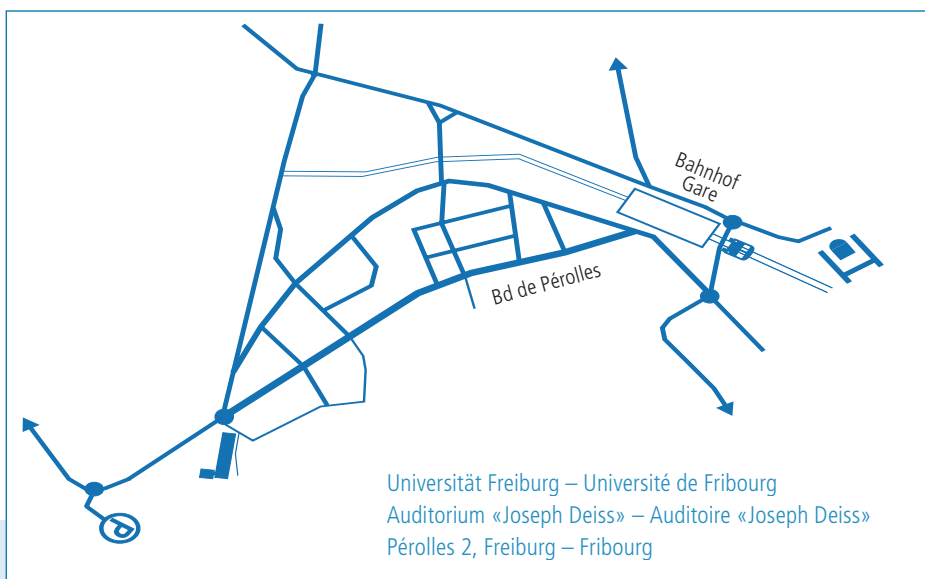 Bahnhof
Gare
Bd de Pérolles
P
Universität Freiburg – Université de Fribourg
Auditorium «Joseph Deiss» – Auditoire «Joseph Deiss»
Pérolles 2, Freiburg – Fribourg